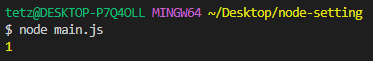 tetz@DESKTOP-P7Q4OLL MINGW64 ~/Desktop/node-setting
$ node main.js
1